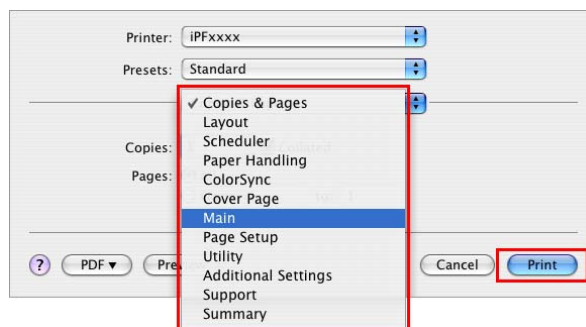 Printer: iPFxxxx
Presets: Standard
✓ Copies & Pages
Layout
Copies:
Scheduler
Paper Handling
Pages:
ColorSync
Cover Page
Main
Page Setup
Utility
Additional Settings
Support
Summary
? PDF▼
Cancel Print